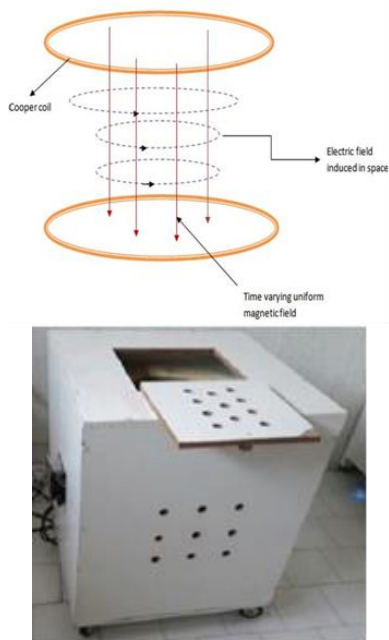 Cooper coil
Electric field
induced in space
Time varying uniform
magnetic field